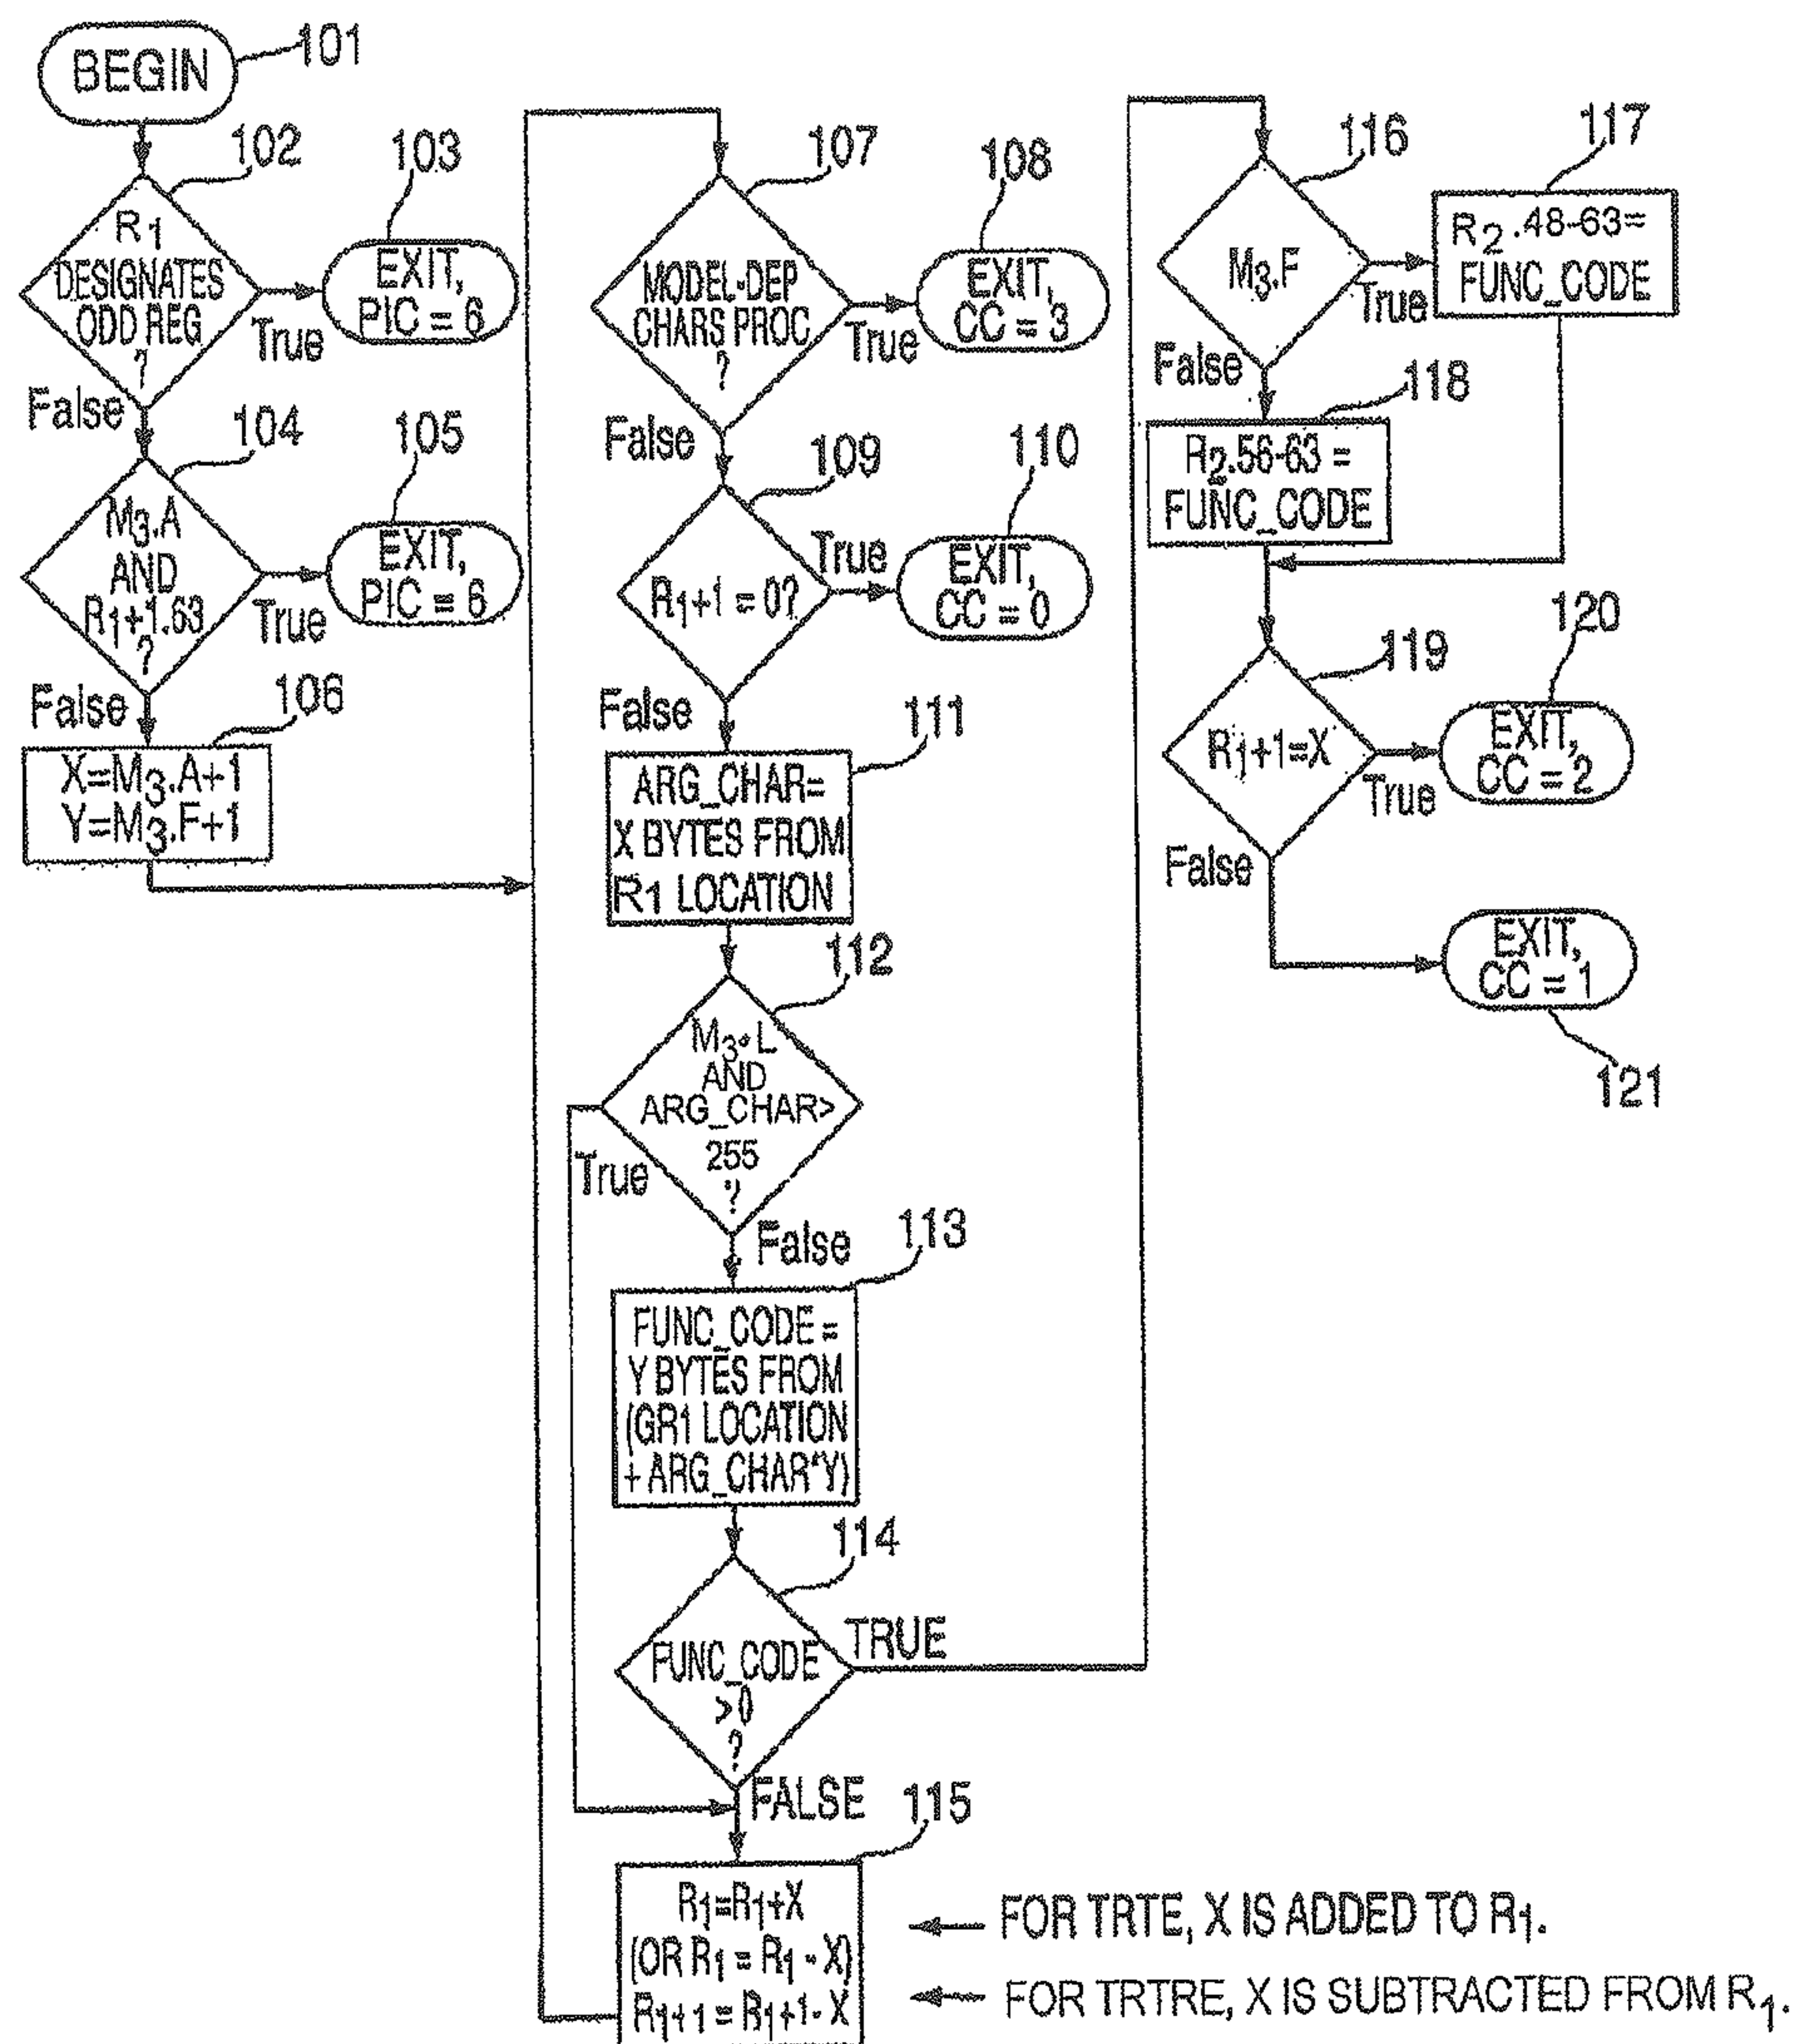 BEGIN
101
102
R1
DESIGNATES
ODD REG
?
True
103
EXIT,
PIC = 6
False
104
M3.A
AND
R1+1.63
?
True
105
EXIT,
PIC = 6
False
106
X=M3.A+1
Y=M3.F+1
107
MODEL-DEP
CHARS PROC
?
True
108
EXIT,
CC = 3
False
109
R1+1 = 0?
True
110
EXIT,
CC = 0
False
111
ARG_CHAR=
X BYTES FROM
R1 LOCATION
112
M3.L
AND
ARG_CHAR>
255
?
True
False
113
FUNC_CODE =
Y BYTES FROM
(GR1 LOCATION
+ ARG_CHAR*Y)
114
FUNC_CODE
>0
?
TRUE
FALSE
115
R1=R1+X
(OR R1 = R1 - X)
R1+1 = R1+1-X
FOR TRTE, X IS ADDED TO R1.
FOR TRTRE, X IS SUBTRACTED FROM R1.
116
M3.F
True
117
R2.48-63=
FUNC_CODE
False
118
R2.56-63 =
FUNC_CODE
119
R1+1=X
True
120
EXIT,
CC = 2
False
EXIT,
CC = 1
121